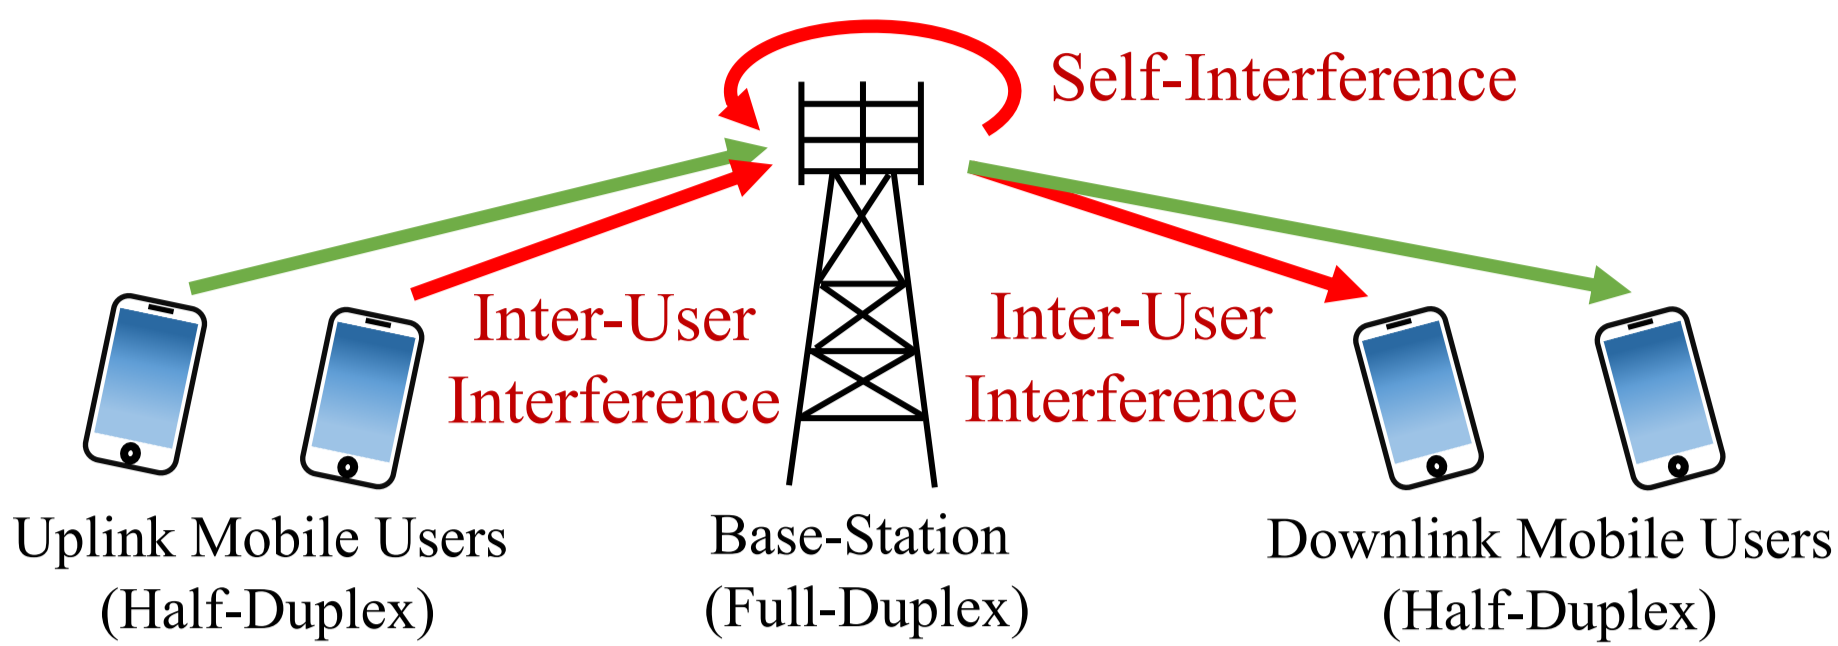 Self-Interference
Inter-User
Interference
Inter-User
Interference
Uplink Mobile Users
(Half-Duplex)
Base-Station
(Full-Duplex)
Downlink Mobile Users
(Half-Duplex)